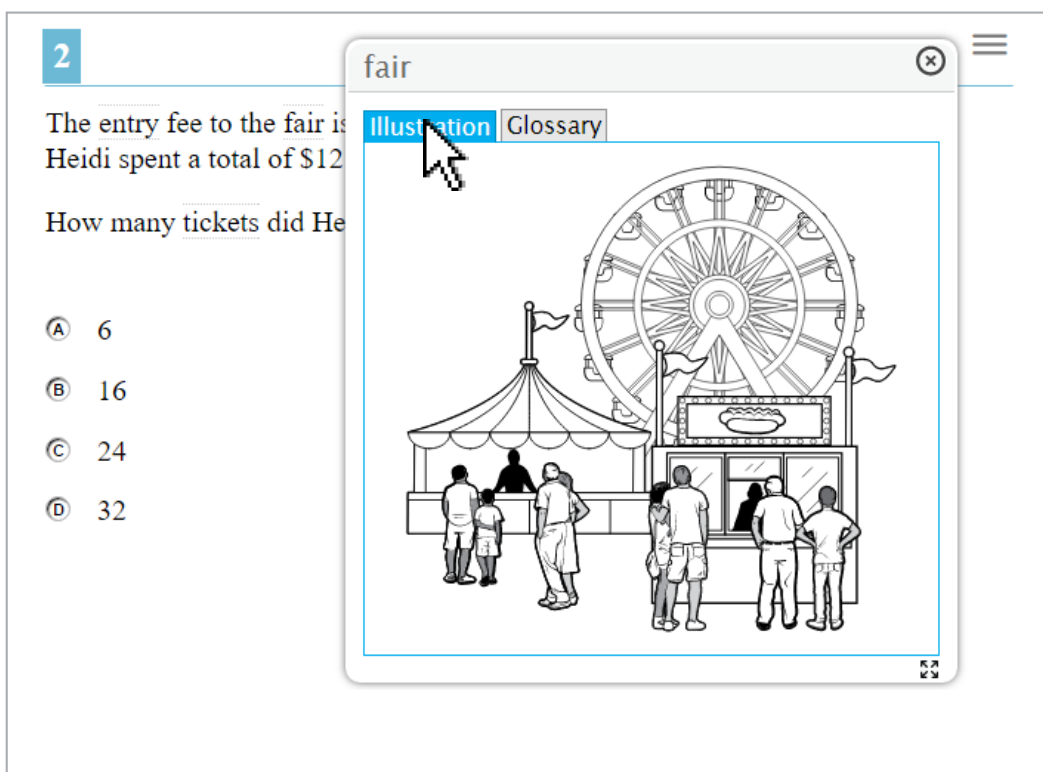 2
fair
The entry fee to the fair is
Heidi spent a total of $12
How many tickets did He
Illustration Glossary
A 6
B 16
C 24
D 32